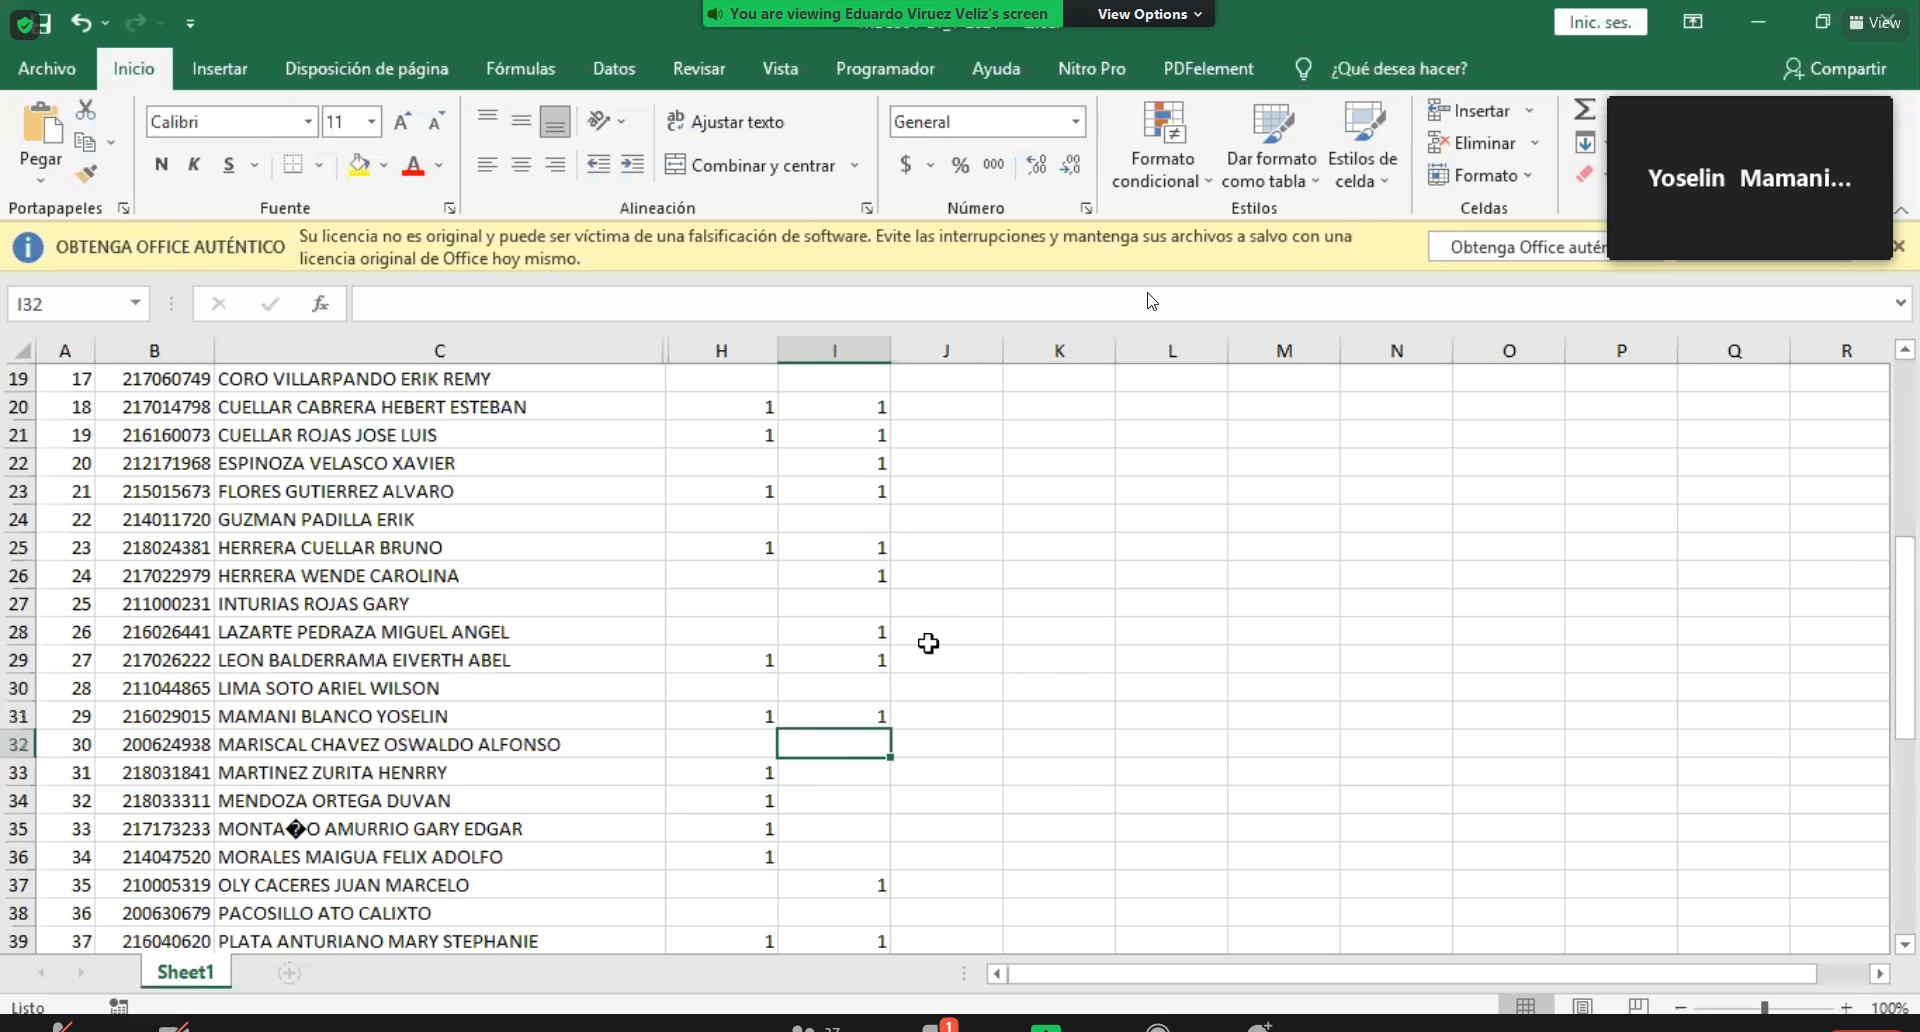 You are viewing Eduardo Viruez Veliz's screen
View Options
Inic. ses.
View
Archivo Inicio Insertar Disposición de página Fórmulas Datos Revisar Vista Programador Ayuda Nitro Pro PDFelement ¿Qué desea hacer? Compartir
Pegar
Calibri 11
N K S
Ajustar texto
Combinar y centrar
General
$ % 000
Formato condicional
Dar formato como tabla
Estilos de celda
Insertar
Eliminar
Formato
Portapapeles Fuente Alineación Número Estilos Celdas
Yoselin Mamani...
OBTENGA OFFICE AUTÉNTICO Su licencia no es original y puede ser víctima de una falsificación de software. Evite las interrupciones y mantenga sus archivos a salvo con una
licencia original de Office hoy mismo.
Obtenga Office autén
I32 fx
A B C H I J K L M N O P Q R
19 17 217060749 CORO VILLARPANDO ERIK REMY
20 18 217014798 CUELLAR CABRERA HEBERT ESTEBAN 1 1
21 19 216160073 CUELLAR ROJAS JOSE LUIS 1 1
22 20 212171968 ESPINOZA VELASCO XAVIER 1
23 21 215015673 FLORES GUTIERREZ ALVARO 1 1
24 22 214011720 GUZMAN PADILLA ERIK
25 23 218024381 HERRERA CUELLAR BRUNO 1 1
26 24 217022979 HERRERA WENDE CAROLINA 1
27 25 211000231 INTURIAS ROJAS GARY
28 26 216026441 LAZARTE PEDRAZA MIGUEL ANGEL 1
29 27 217026222 LEON BALDERRAMA EIVERTH ABEL 1 1
30 28 211044865 LIMA SOTO ARIEL WILSON
31 29 216029015 MAMANI BLANCO YOSELIN 1 1
32 30 200624938 MARISCAL CHAVEZ OSWALDO ALFONSO
33 31 218031841 MARTINEZ ZURITA HENRRY 1
34 32 218033311 MENDOZA ORTEGA DUVAN 1
35 33 217173233 MONTA�O AMURRIO GARY EDGAR 1
36 34 214047520 MORALES MAIGUA FELIX ADOLFO 1
37 35 210005319 OLY CACERES JUAN MARCELO 1
38 36 200630679 PACOSILLO ATO CALIXTO
39 37 216040620 PLATA ANTURIANO MARY STEPHANIE 1 1
Sheet1
Listo 100%
1